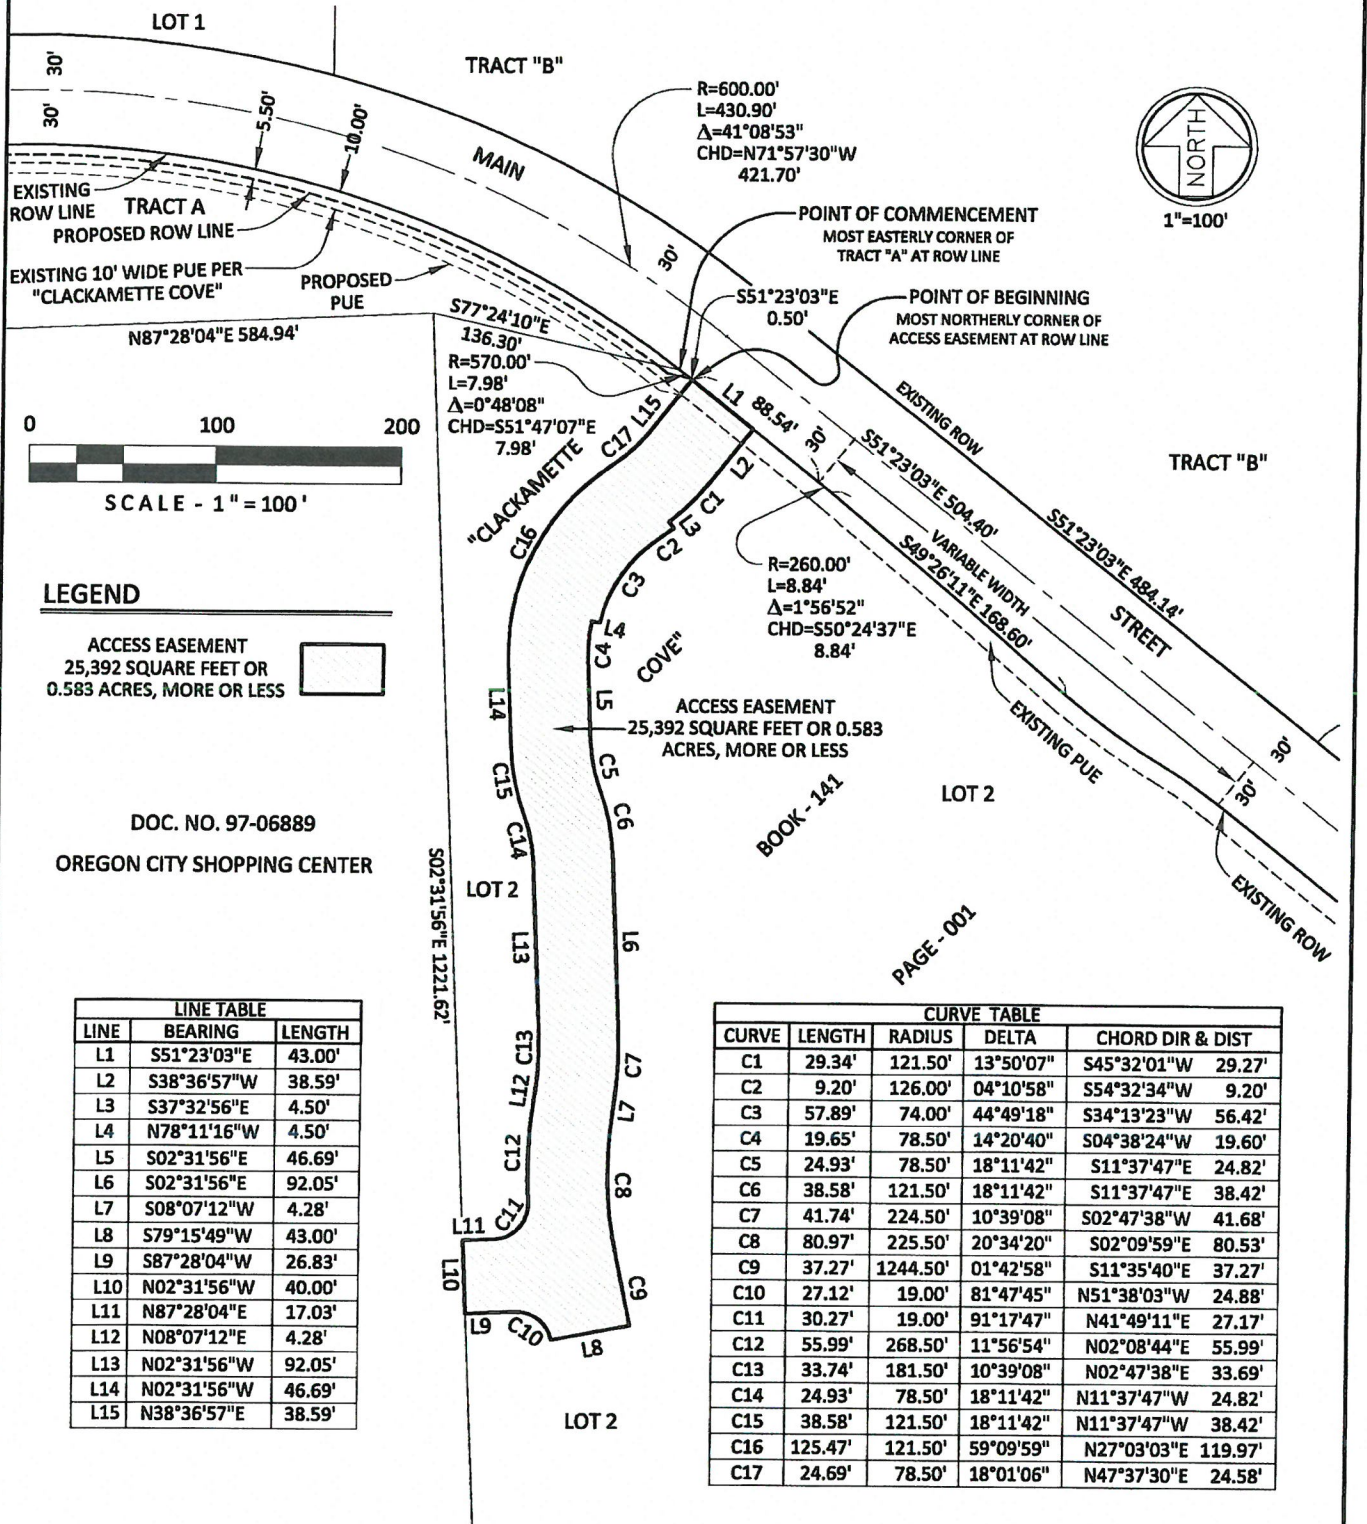 LOT 1
TRACT "B"
30'
30'
5.50'
10.00'
MAIN
R=600.00'
L=430.90'
Δ=41°08'53"
CHD=N71°57'30"W
421.70'
NORTH
1"=100'
EXISTING
ROW LINE
TRACT A
PROPOSED ROW LINE
EXISTING 10' WIDE PUE PER
"CLACKAMETTE COVE"
PROPOSED
PUE
30'
POINT OF COMMENCEMENT
MOST EASTERLY CORNER OF
TRACT "A" AT ROW LINE
S51°23'03"E
0.50'
POINT OF BEGINNING
MOST NORTHERLY CORNER OF
ACCESS EASEMENT AT ROW LINE
N87°28'04"E 584.94'
S77°24'10"E
136.30'
R=570.00'
L=7.98'
Δ=0°48'08"
CHD=S51°47'07"E
7.98'
0 100 200
SCALE - 1"=100'
L15
C17
L1
88.54'
30'
L2
C1
L3
C2
C3
L4
C4
L5
C16
"CLACKAMETTE
COVE"
EXISTING ROW
S51°23'03"E 504.40'
S51°23'03"E 484.14'
VARIABLE WIDTH
S49°26'11"E 168.60'
STREET
TRACT "B"
R=260.00'
L=8.84'
Δ=1°56'52"
CHD=S50°24'37"E
8.84'
LEGEND
ACCESS EASEMENT
25,392 SQUARE FEET OR
0.583 ACRES, MORE OR LESS
ACCESS EASEMENT
25,392 SQUARE FEET OR 0.583
ACRES, MORE OR LESS
EXISTING PUE
30'
30'
EXISTING ROW
L14
C15
C14
C5
C6
LOT 2
BOOK - 141
PAGE - 001
DOC. NO. 97-06889
OREGON CITY SHOPPING CENTER
LOT 2
S02°31'56"E 1221.62'
L13
L6
C13
C7
L12
L7
C12
C8
C11
L11
L10
L9
C10
L8
C9
LOT 2
LINE TABLE
LINE BEARING LENGTH
L1 S51°23'03"E 43.00'
L2 S38°36'57"W 38.59'
L3 S37°32'56"E 4.50'
L4 N78°11'16"W 4.50'
L5 S02°31'56"E 46.69'
L6 S02°31'56"E 92.05'
L7 S08°07'12"W 4.28'
L8 S79°15'49"W 43.00'
L9 S87°28'04"W 26.83'
L10 N02°31'56"W 40.00'
L11 N87°28'04"E 17.03'
L12 N08°07'12"E 4.28'
L13 N02°31'56"W 92.05'
L14 N02°31'56"W 46.69'
L15 N38°36'57"E 38.59'
CURVE TABLE
CURVE LENGTH RADIUS DELTA CHORD DIR & DIST
C1 29.34' 121.50' 13°50'07" S45°32'01"W 29.27'
C2 9.20' 126.00' 04°10'58" S54°32'34"W 9.20'
C3 57.89' 74.00' 44°49'18" S34°13'23"W 56.42'
C4 19.65' 78.50' 14°20'40" S04°38'24"W 19.60'
C5 24.93' 78.50' 18°11'42" S11°37'47"E 24.82'
C6 38.58' 121.50' 18°11'42" S11°37'47"E 38.42'
C7 41.74' 224.50' 10°39'08" S02°47'38"W 41.68'
C8 80.97' 225.50' 20°34'20" S02°09'59"E 80.53'
C9 37.27' 1244.50' 01°42'58" S11°35'40"E 37.27'
C10 27.12' 19.00' 81°47'45" N51°38'03"W 24.88'
C11 30.27' 19.00' 91°17'47" N41°49'11"E 27.17'
C12 55.99' 268.50' 11°56'54" N02°08'44"E 55.99'
C13 33.74' 181.50' 10°39'08" N02°47'38"E 33.69'
C14 24.93' 78.50' 18°11'42" N11°37'47"W 24.82'
C15 38.58' 121.50' 18°11'42" N11°37'47"W 38.42'
C16 125.47' 121.50' 59°09'59" N27°03'03"E 119.97'
C17 24.69' 78.50' 18°01'06" N47°37'30"E 24.58'